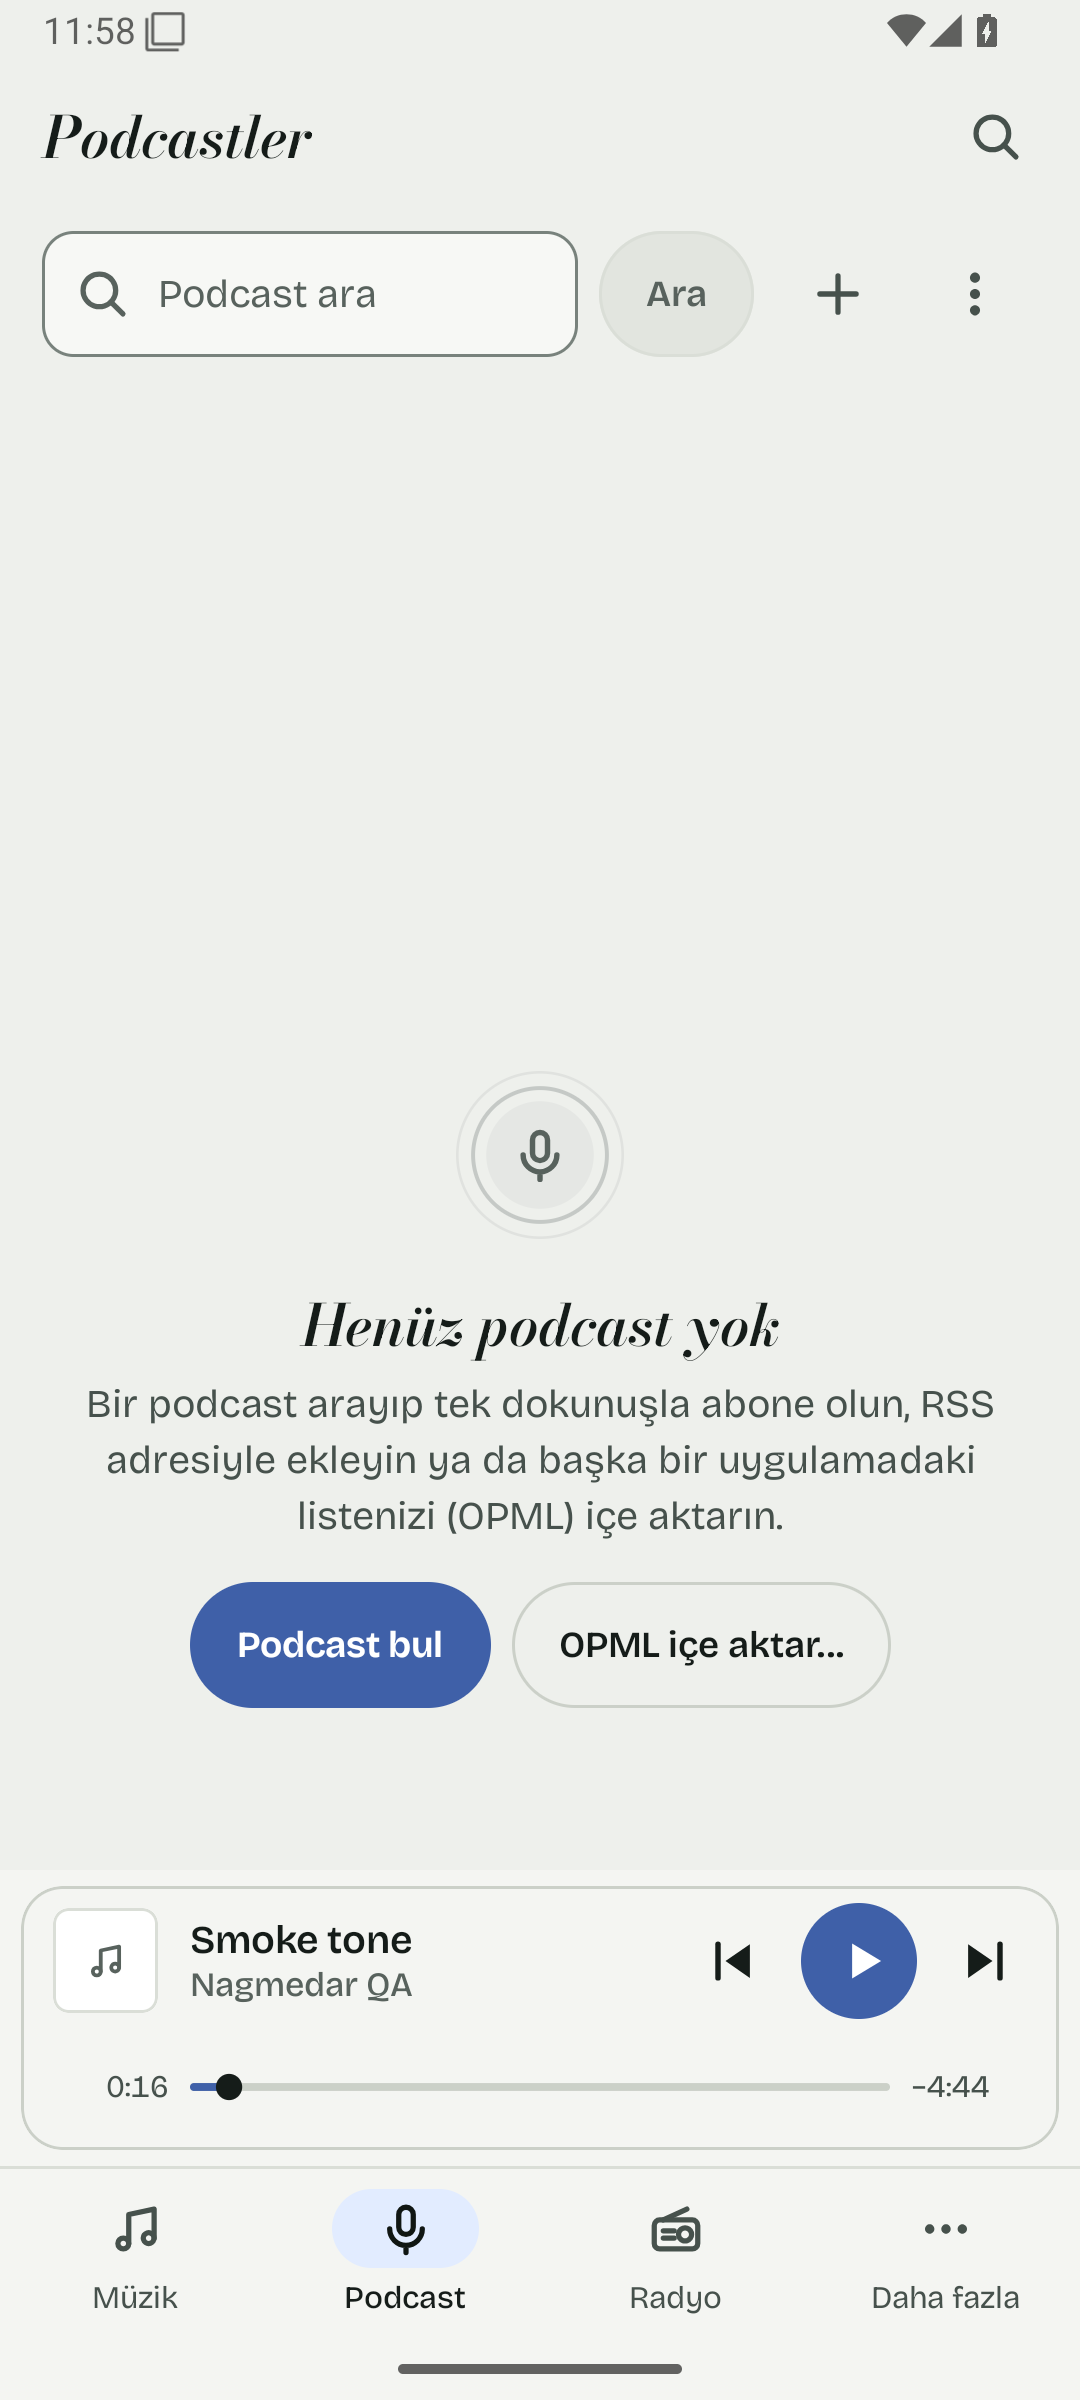 11:58
Podcastler
Podcast ara
Ara
Henüz podcast yok
Bir podcast arayıp tek dokunuşla abone olun, RSS
adresiyle ekleyin ya da başka bir uygulamadaki
listenizi (OPML) içe aktarın.
Podcast bul
OPML içe aktar...
Smoke tone
Nagmedar QA
0:16
-4:44
Müzik
Podcast
Radyo
Daha fazla